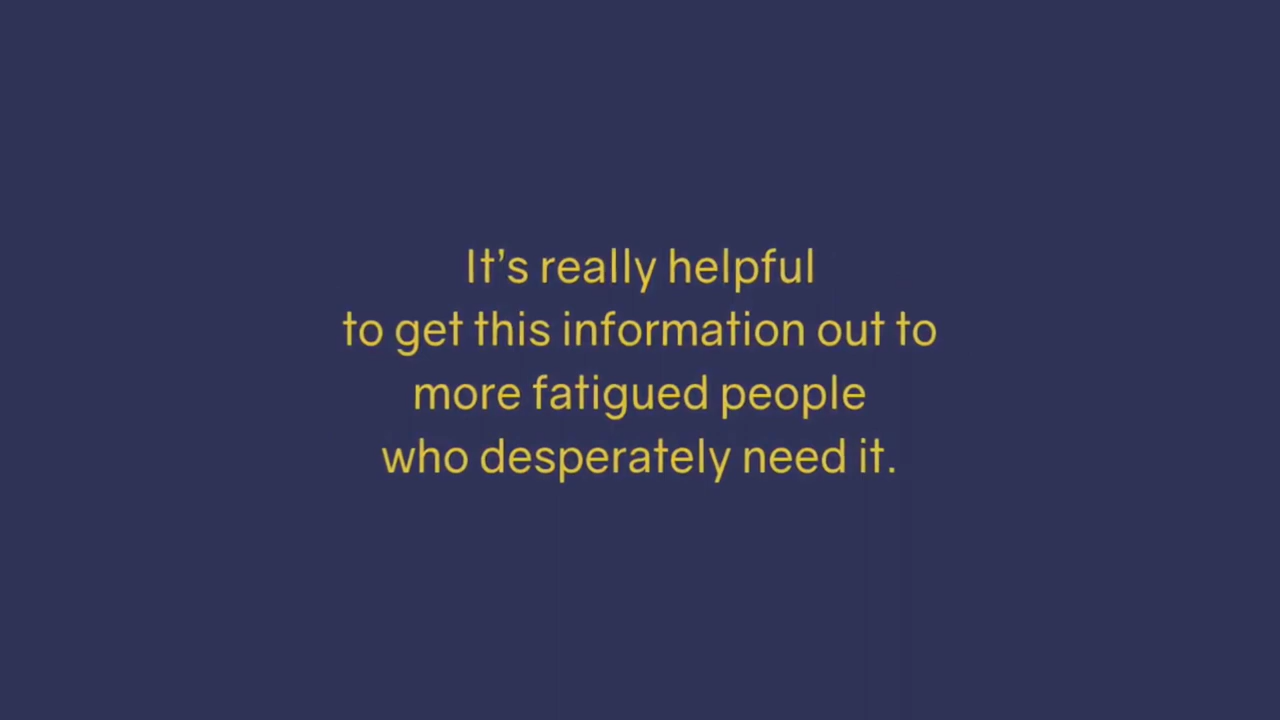 It’s really helpful
to get this information out to
more fatigued people
who desperately need it.